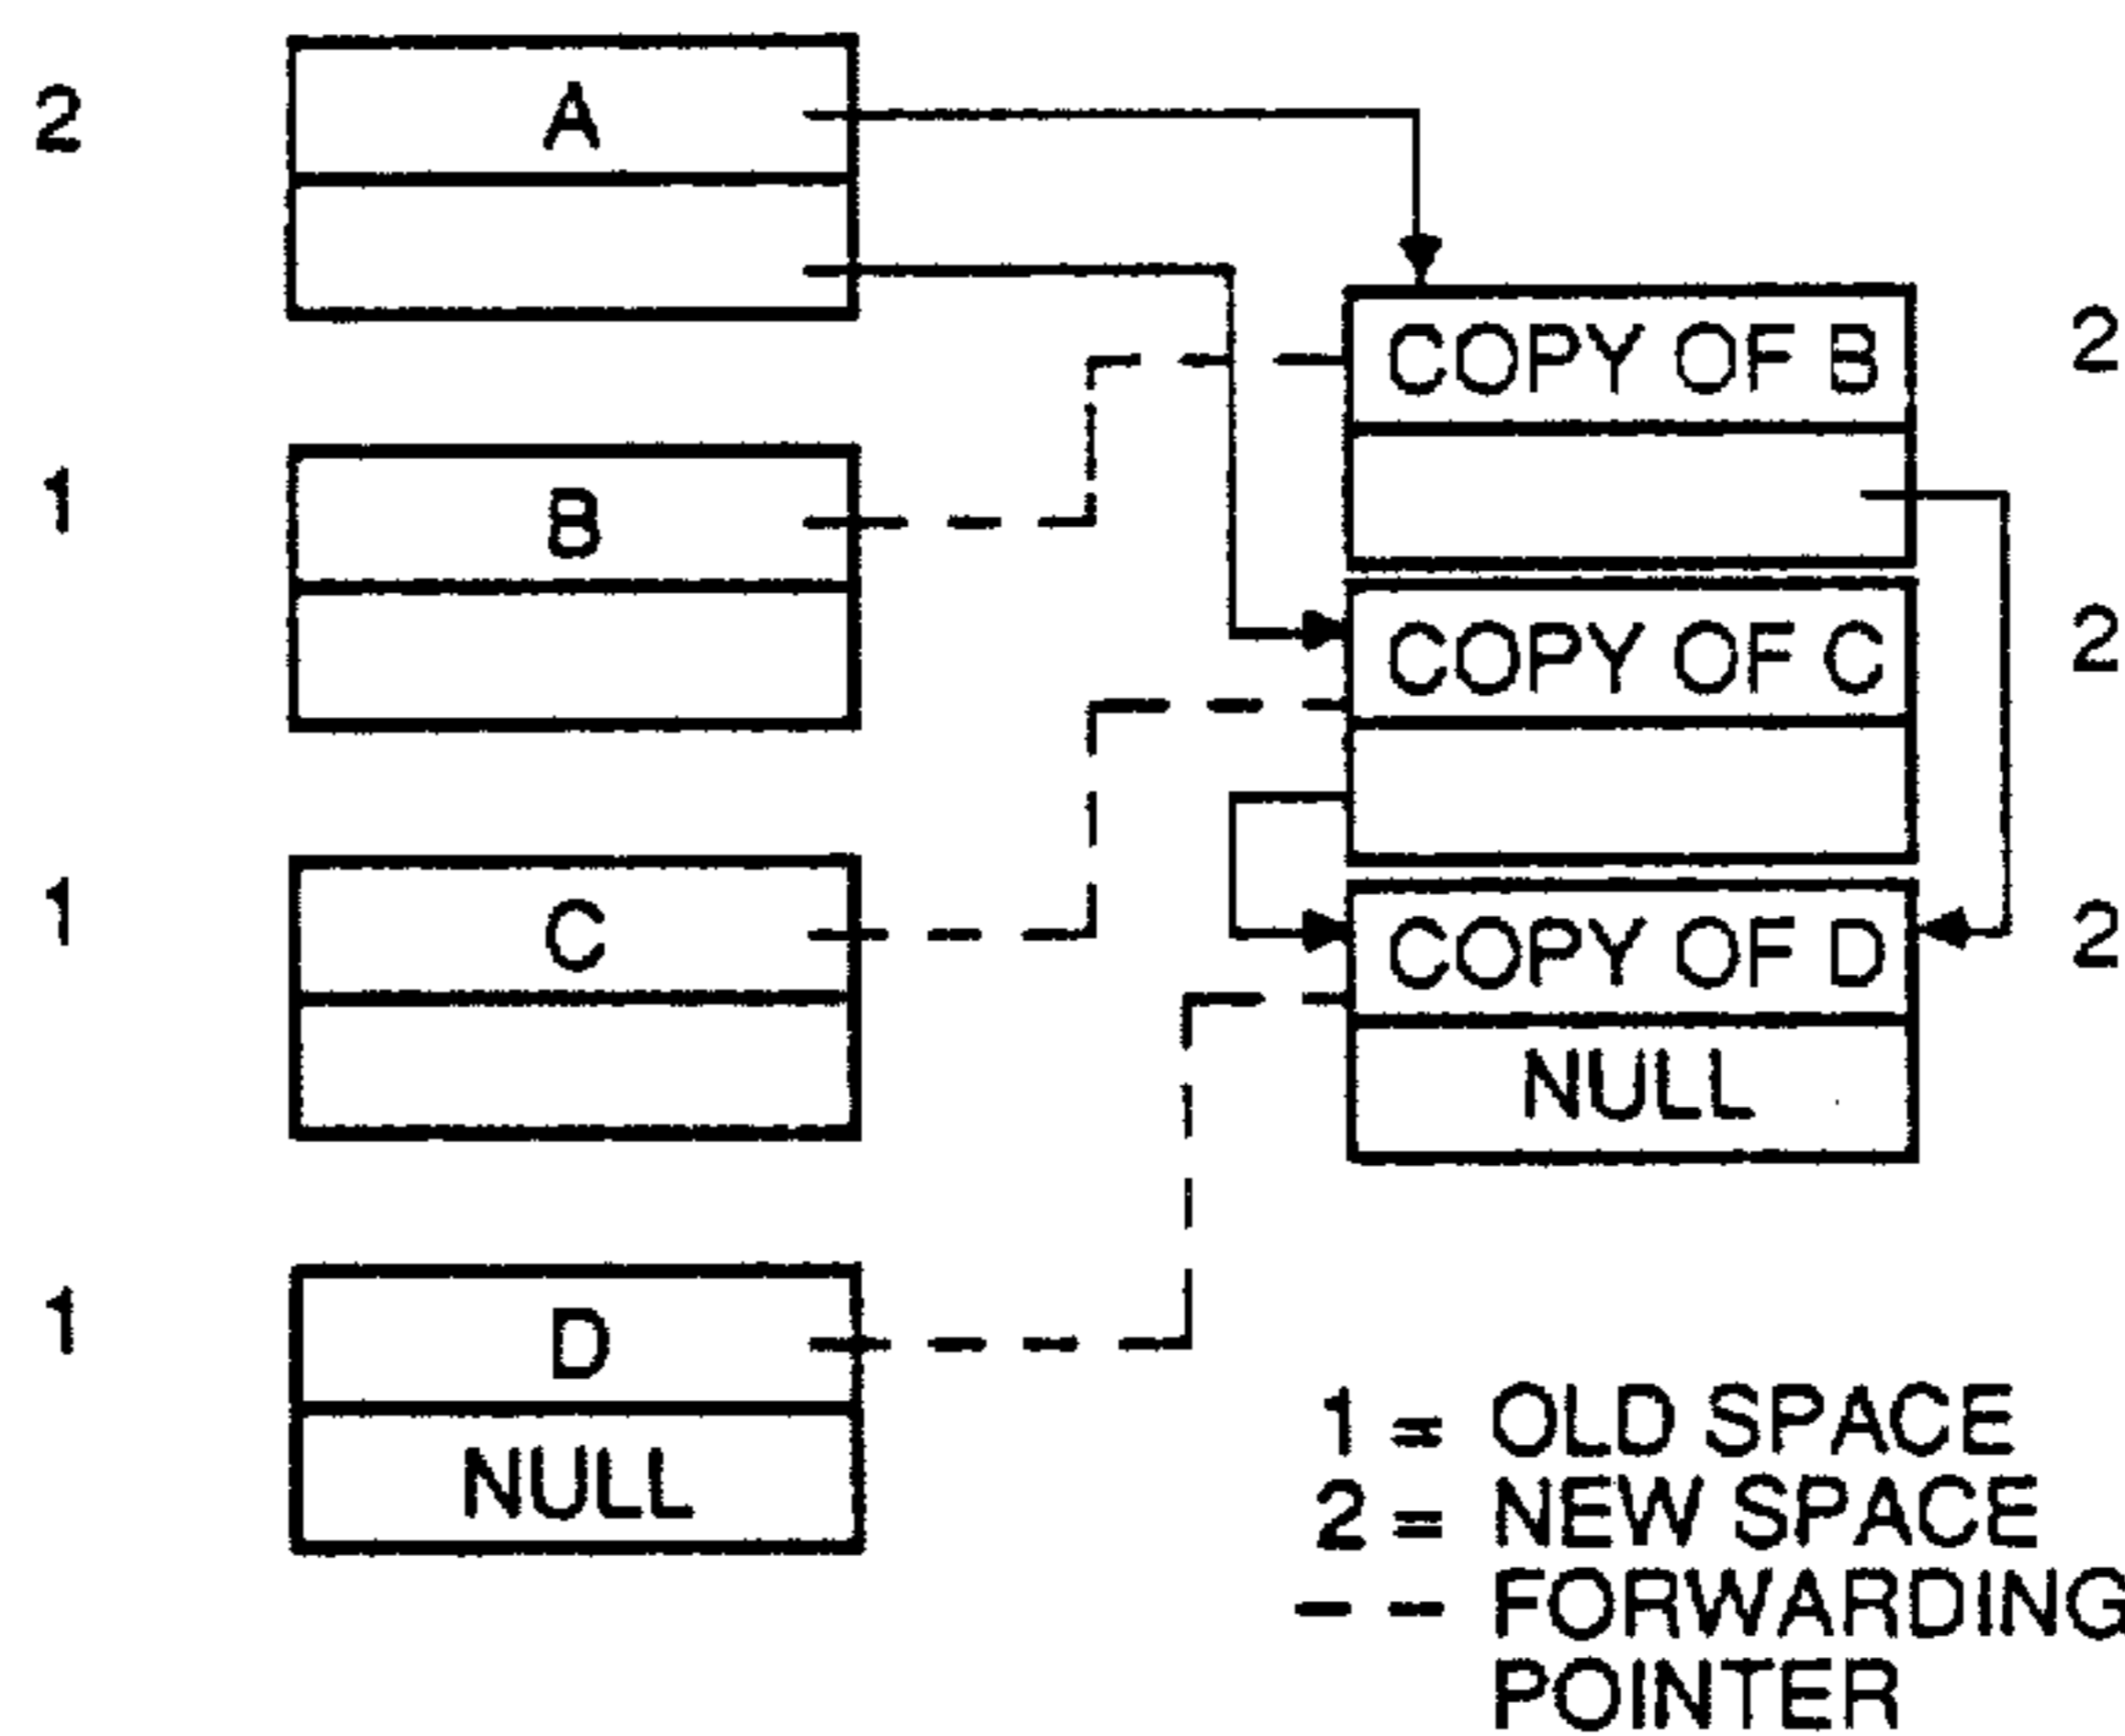 2
A
COPY OF B
2
1
B
COPY OF C
2
1
C
COPY OF D
2
NULL
1
D
NULL
1 = OLD SPACE
2 = NEW SPACE
-- FORWARDING
POINTER